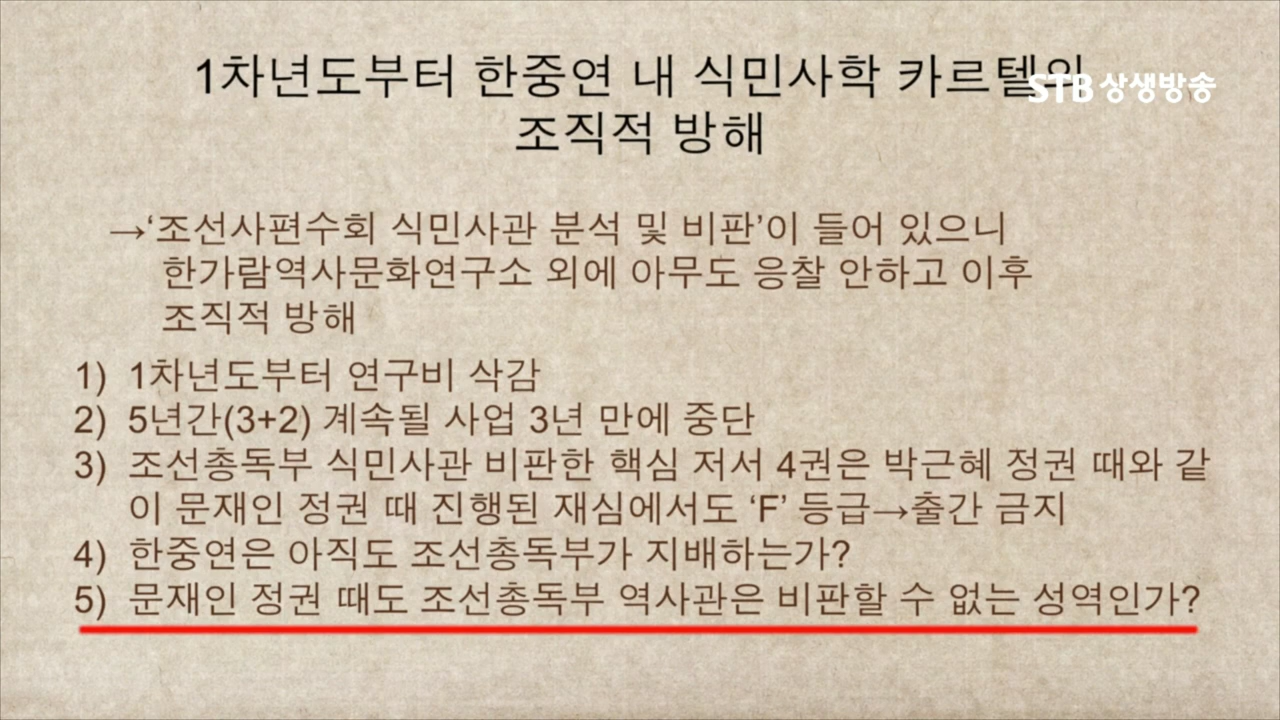 1차년도부터 한중연 내 식민사학 카르텔의
STB 상생방송
조직적 방해
→‘조선사편수회 식민사관 분석 및 비판’이 들어 있으니
한가람역사문화연구소 외에 아무도 응찰 안하고 이후
조직적 방해
1) 1차년도부터 연구비 삭감
2) 5년간(3+2) 계속될 사업 3년 만에 중단
3) 조선총독부 식민사관 비판한 핵심 저서 4권은 박근혜 정권 때와 같
이 문재인 정권 때 진행된 재심에서도 ‘F’ 등급→출간 금지
4) 한중연은 아직도 조선총독부가 지배하는가?
5) 문재인 정권 때도 조선총독부 역사관은 비판할 수 없는 성역인가?